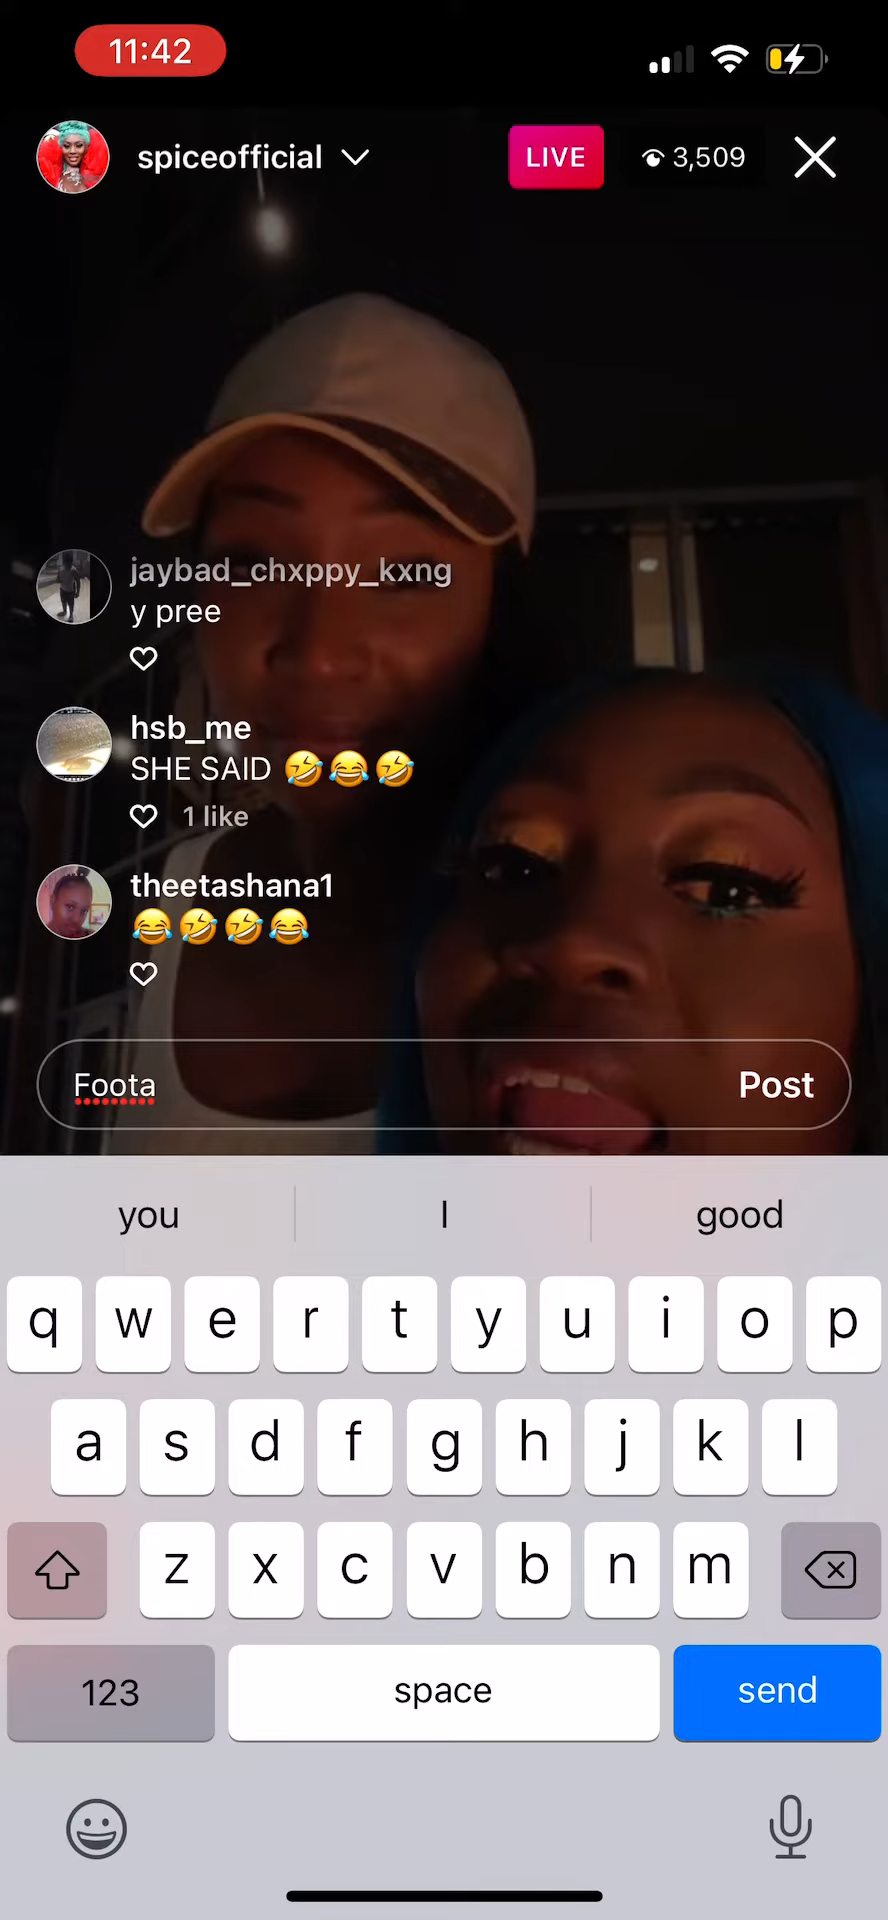 11:42
spiceofficial LIVE 3,509
jaybad_chxppy_kxng
y pree
hsb_me
SHE SAID 🤣😂🤣
1 like
theetashana1
😂🤣🤣😂
Foota Post
you I good
q w e r t y u i o p
a s d f g h j k l
z x c v b n m
123 space send